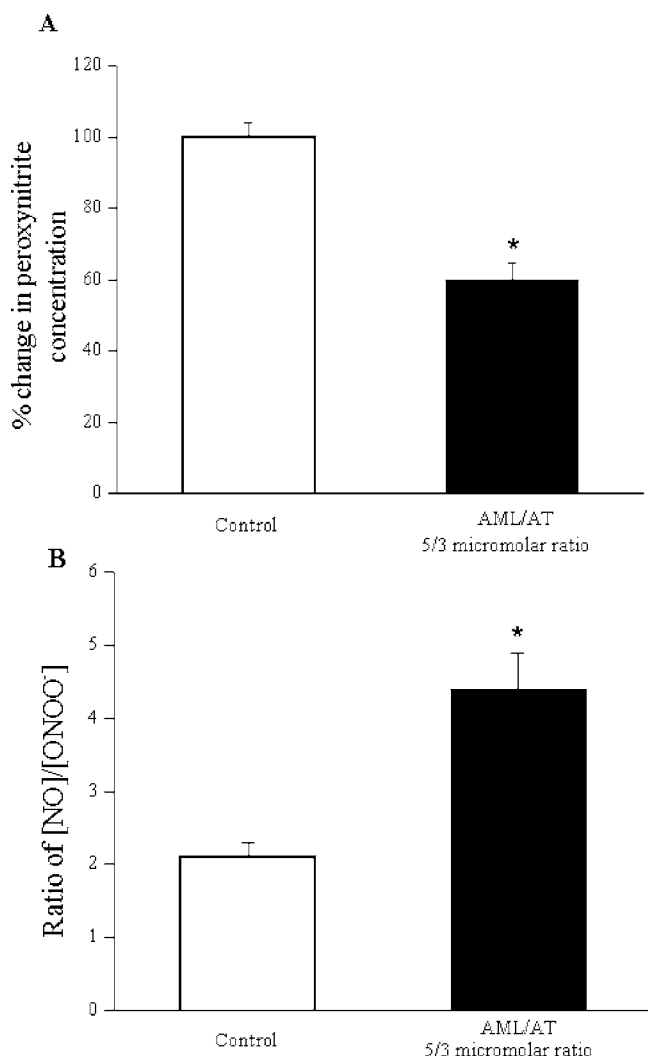 A
120
100
80
60
40
20
0
% change in peroxynitrite
concentration
*
Control
AML/AT
5/3 micromolar ratio
B
6
5
4
3
2
1
0
Ratio of [NO]/[ONOO⁻]
*
Control
AML/AT
5/3 micromolar ratio